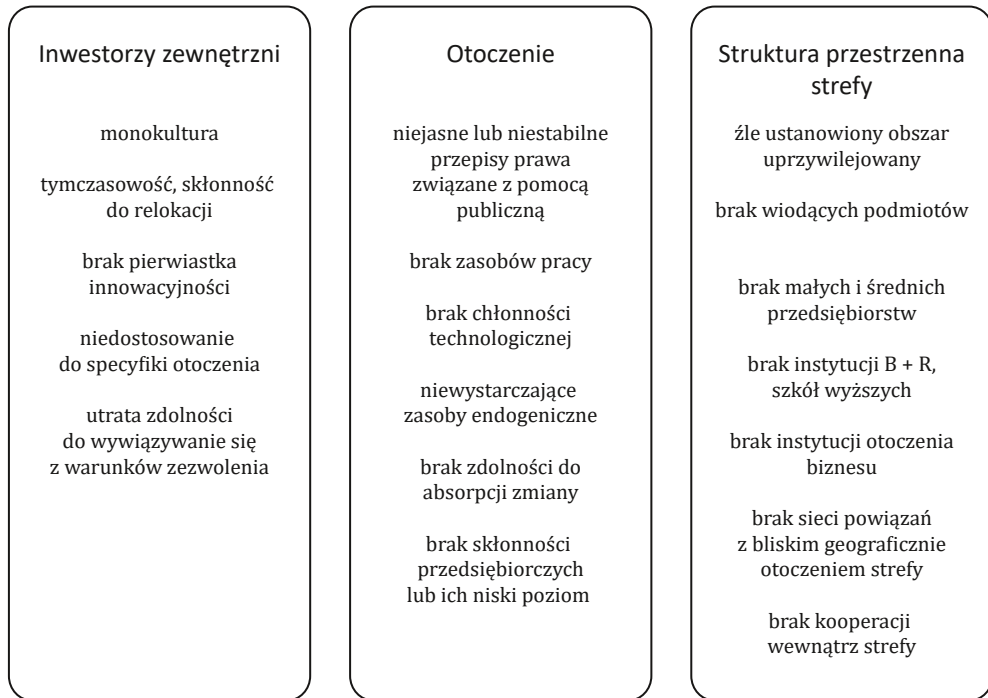 Inwestorzy zewnętrzni
monokultura
tymczasowość, skłonność
do relokacji
brak pierwiastka
innowacyjności
niedostosowanie
do specyfiki otoczenia
utrata zdolności
do wywiązywanie się
z warunków zezwolenia
Otoczenie
niejasne lub niestabilne
przepisy prawa
związane z pomocą
publiczną
brak zasobów pracy
brak chłonności
technologicznej
niewystarczające
zasoby endogeniczne
brak zdolności do
absorpcji zmiany
brak skłonności
przedsiębiorczych
lub ich niski poziom
Struktura przestrzenna
strefy
źle ustanowiony obszar
uprzywilejowany
brak wiodących podmiotów
brak małych i średnich
przedsiębiorstw
brak instytucji B + R,
szkół wyższych
brak instytucji otoczenia
biznesu
brak sieci powiązań
z bliskim geograficznie
otoczeniem strefy
brak kooperacji
wewnątrz strefy